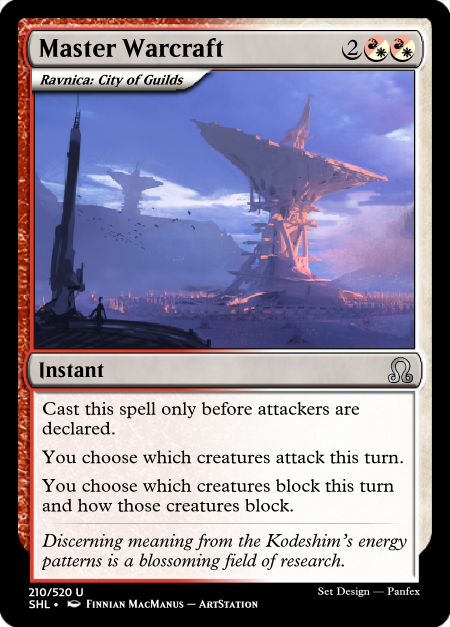 Master Warcraft 2
Ravnica: City of Guilds
Instant
Cast this spell only before attackers are
declared.
You choose which creatures attack this turn.
You choose which creatures block this turn
and how those creatures block.
Discerning meaning from the Kodeshim's energy
patterns is a blossoming field of research.
210/520 U
Set Design — Panfex
SHL • Finnian MacManus — ArtStation